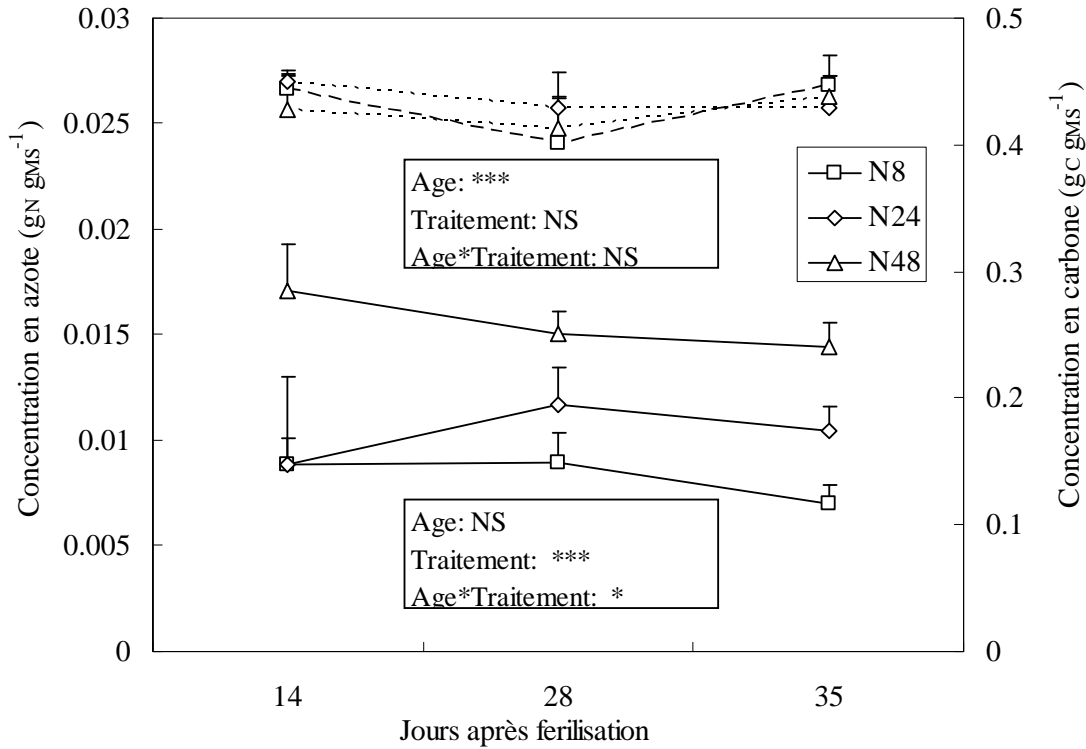 Concentration en azote (gN gMS-1)
0.03
0.025
0.02
0.015
0.01
0.005
0
Age: ***
Traitement: NS
Age*Traitement: NS
Age: NS
Traitement: ***
Age*Traitement: *
N8
N24
N48
0.5
0.4
0.3
0.2
0.1
0
Concentration en carbone (gC gMS-1)
14 28 35
Jours après ferilisation